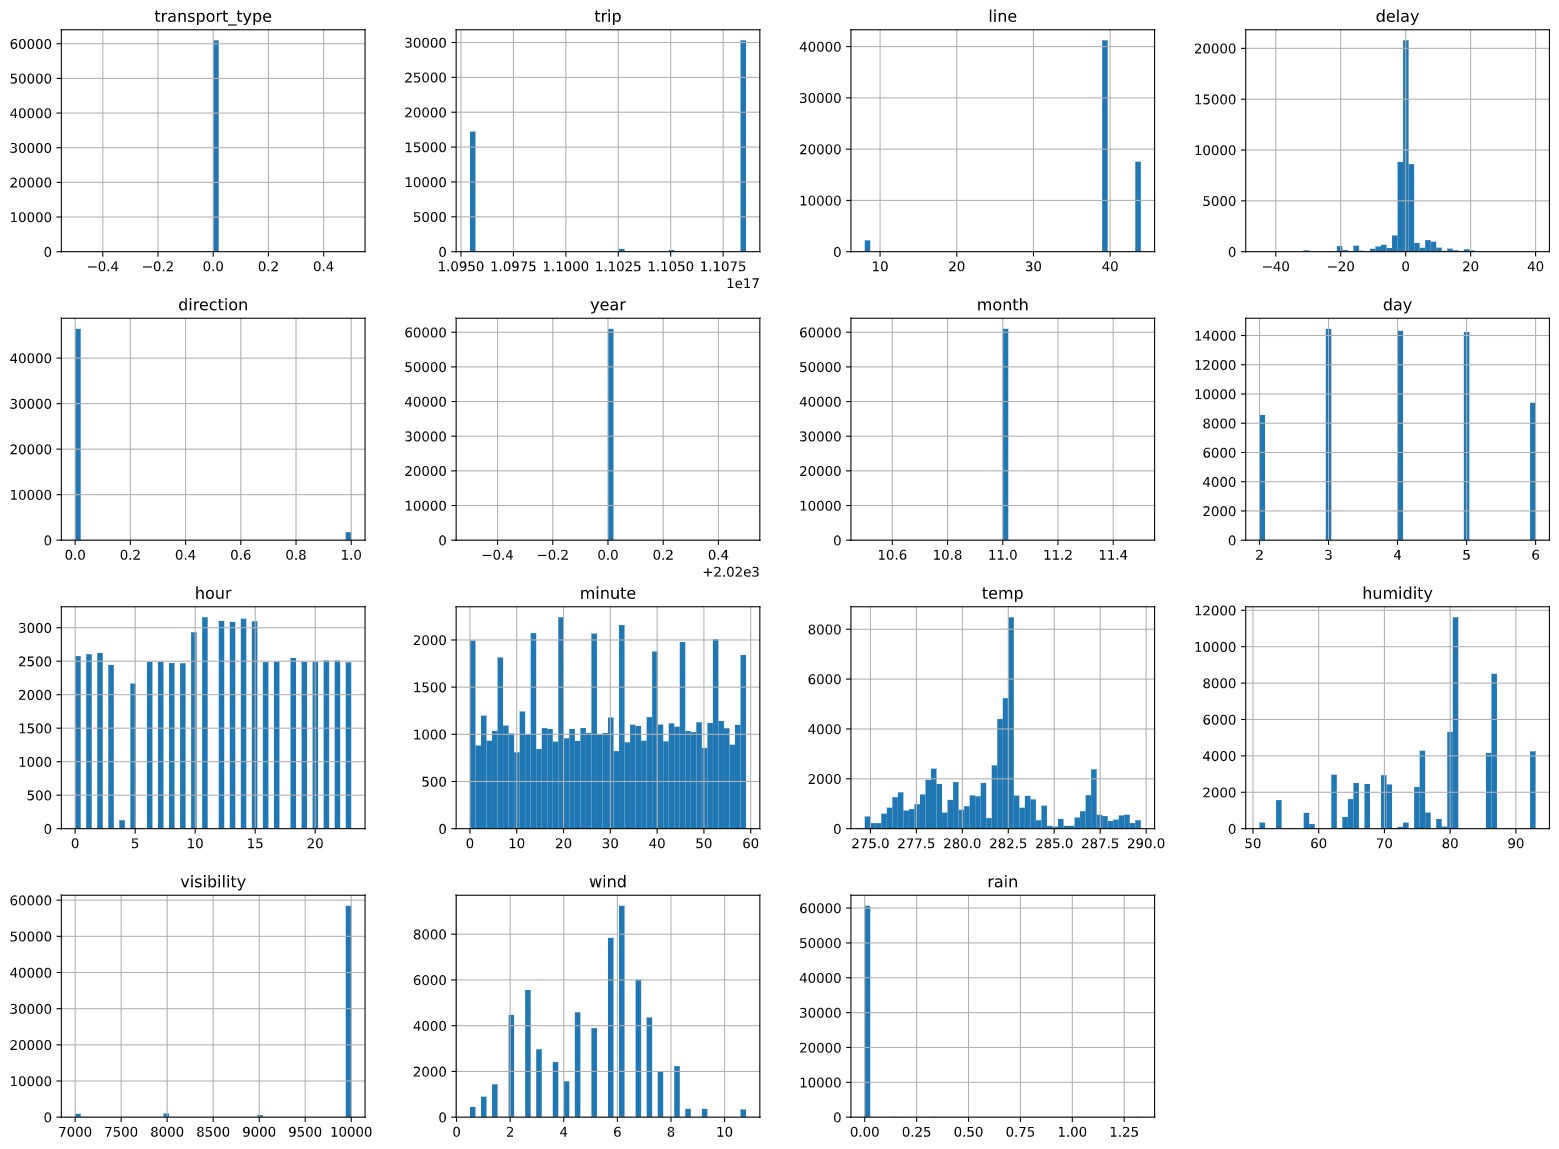 transport_type trip line delay
60000 30000 40000 20000
50000 25000
40000 20000 30000 15000
30000 15000 20000 10000
20000 10000
10000 5000 10000 5000
0 0 0 0
−0.4 −0.2 0.0 0.2 0.4 1.0950 1.0975 1.1000 1.1025 1.1050 1.1075 10 20 30 40 −40 −20 0 20 40
1e17
direction year month day
40000 60000 60000 14000
50000 50000 12000
30000 40000 40000 10000
20000 30000 30000 8000
20000 20000 6000
10000 10000 10000 4000
2000
0 0 0 0
0.0 0.2 0.4 0.6 0.8 1.0 −0.4 −0.2 0.0 0.2 0.4 10.6 10.8 11.0 11.2 11.4 2 3 4 5 6
+2.02e3
hour minute temp humidity
3000 2000 8000 12000
2500 10000
2000 1500 6000 8000
1500 1000 4000 6000
1000 4000
500 500 2000 2000
0 0 0 0
0 5 10 15 20 0 10 20 30 40 50 60 275.0 277.5 280.0 282.5 285.0 287.5 290.0 50 60 70 80 90
visibility wind rain
60000 8000 60000
50000 50000
40000 6000 40000
30000 4000 30000
20000 20000
10000 2000 10000
0 0 0
7000 7500 8000 8500 9000 9500 10000 0 2 4 6 8 10 0.00 0.25 0.50 0.75 1.00 1.25